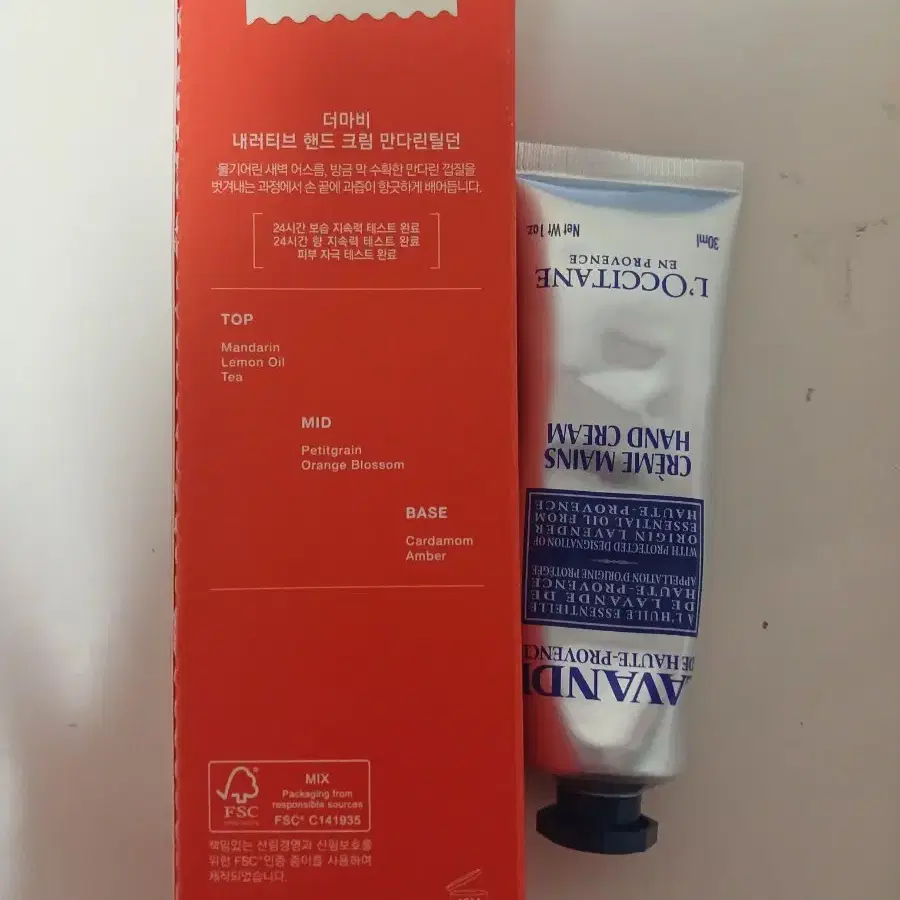 더마비
내러티브 핸드 크림 만다린틸던
물기어린 새벽 어스름, 방금 막 수확한 만다린 껍질을
벗겨내는 과정에서 손 끝에 과즙이 향긋하게 배어듭니다.
24시간 보습 지속력 테스트 완료
24시간 향 지속력 테스트 완료
피부 자극 테스트 완료
TOP
Mandarin
Lemon Oil
Tea
MID
Petitgrain
Orange Blossom
BASE
Cardamom
Amber
FSC
MIX
Packaging from
responsible sources
FSC® C141935
책임있는 산림경영과 산림보호를
위한 FSC®인증 종이를 사용하여
제작되었습니다.
LAVANDE
DE HAUTE-PROVENCE
A L'HUILE ESSENTIELLE
DE LAVANDE DE
HAUTE-PROVENCE
APPELLATION D'ORIGINE PROTÉGÉE
WITH PROTECTED DESIGNATION OF
ORIGIN LAVENDER
ESSENTIAL OIL FROM
HAUTE-PROVENCE
CRÈME MAINS
HAND CREAM
L'OCCITANE
EN PROVENCE
30ml
Net Wt 1 oz.